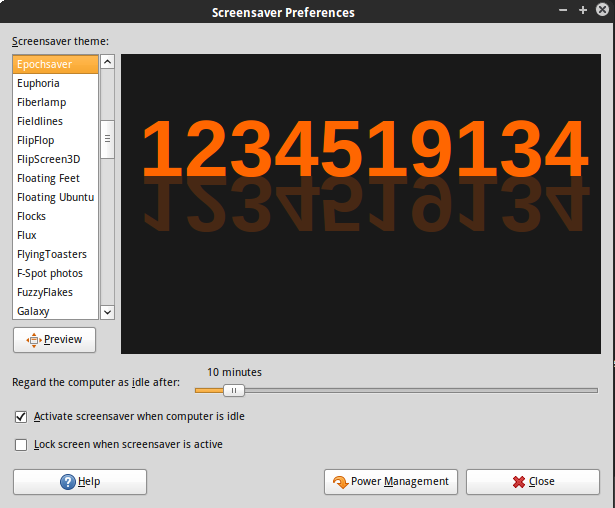 Screensaver Preferences
Screensaver theme:
Epochsaver
Euphoria
Fiberlamp
Fieldlines
FlipFlop
FlipScreen3D
Floating Feet
Floating Ubuntu
Flocks
Flux
FlyingToasters
F-Spot photos
FuzzyFlakes
Galaxy
1234519134
Preview
10 minutes
Regard the computer as idle after:
Activate screensaver when computer is idle
Lock screen when screensaver is active
Help
Power Management
Close